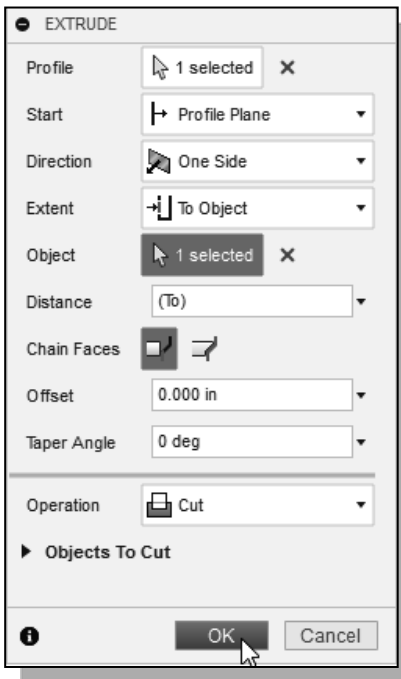 EXTRUDE
Profile 1 selected
Start Profile Plane
Direction One Side
Extent To Object
Object 1 selected
Distance (To)
Chain Faces
Offset 0.000 in
Taper Angle 0 deg
Operation Cut
Objects To Cut
OK Cancel